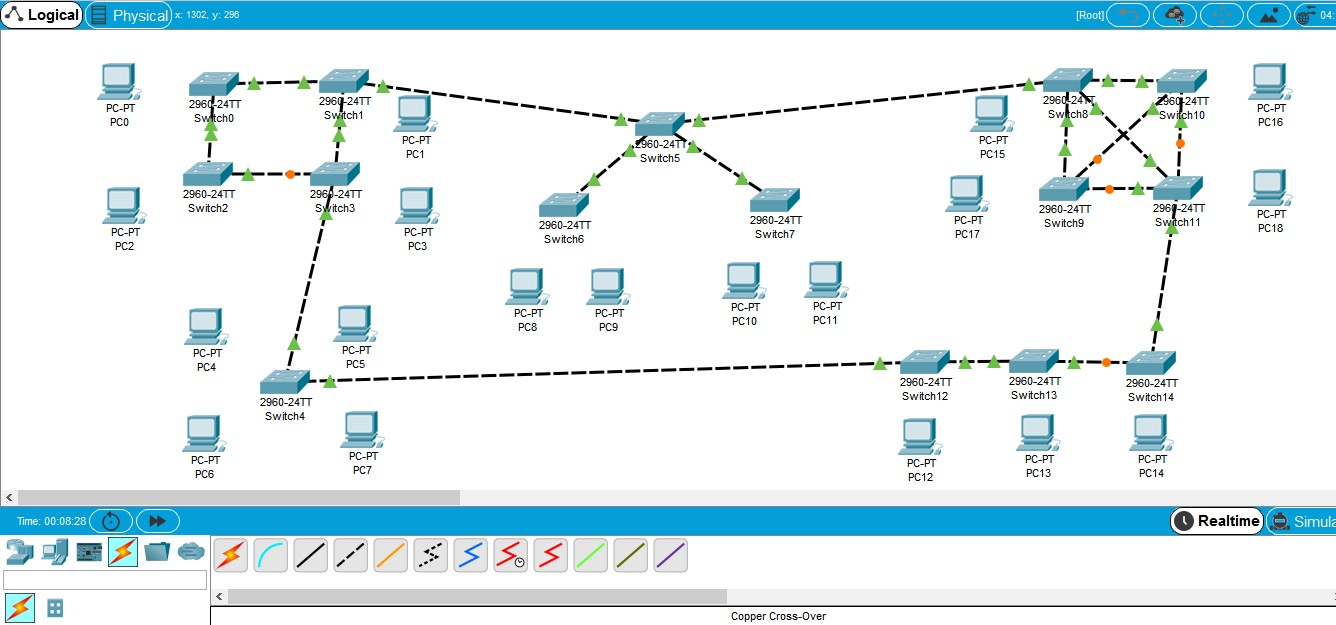 Logical
Physical
x: 1302, y: 296
[Root]
04:
PC-PT
PC0
2960-24TT
Switch0
2960-24TT
Switch1
PC-PT
PC1
2960-24TT
Switch5
PC-PT
PC15
2960-24TT
Switch8
2960-24TT
Switch10
PC-PT
PC16
PC-PT
PC2
2960-24TT
Switch2
2960-24TT
Switch3
PC-PT
PC3
2960-24TT
Switch6
2960-24TT
Switch7
PC-PT
PC17
2960-24TT
Switch9
2960-24TT
Switch11
PC-PT
PC18
PC-PT
PC8
PC-PT
PC9
PC-PT
PC10
PC-PT
PC11
PC-PT
PC4
PC-PT
PC5
2960-24TT
Switch4
2960-24TT
Switch12
2960-24TT
Switch13
2960-24TT
Switch14
PC-PT
PC6
PC-PT
PC7
PC-PT
PC12
PC-PT
PC13
PC-PT
PC14
Time: 00:08:28
Realtime
Simula
Copper Cross-Over